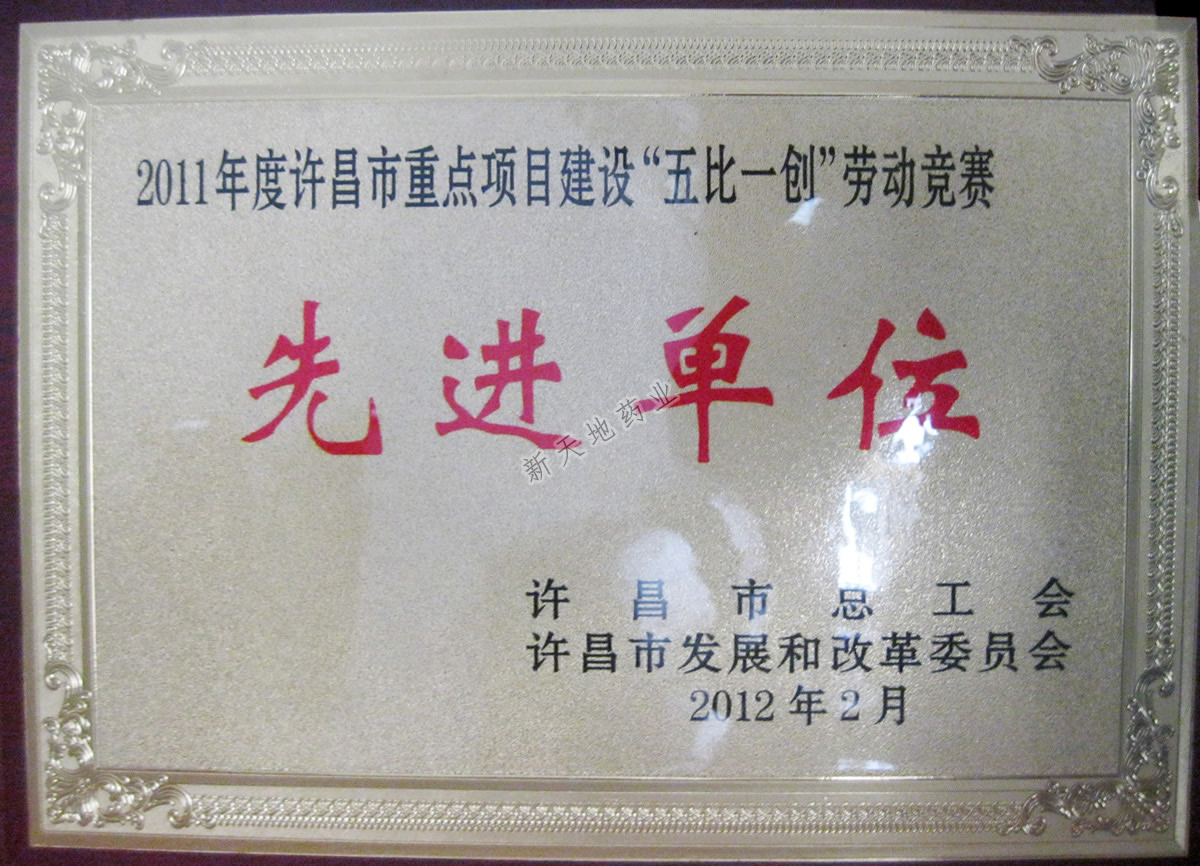 2011年度许昌市重点项目建设“五比一创”劳动竞赛
先进单位
新天地药业
许昌市总工会
许昌市发展和改革委员会
2012年2月